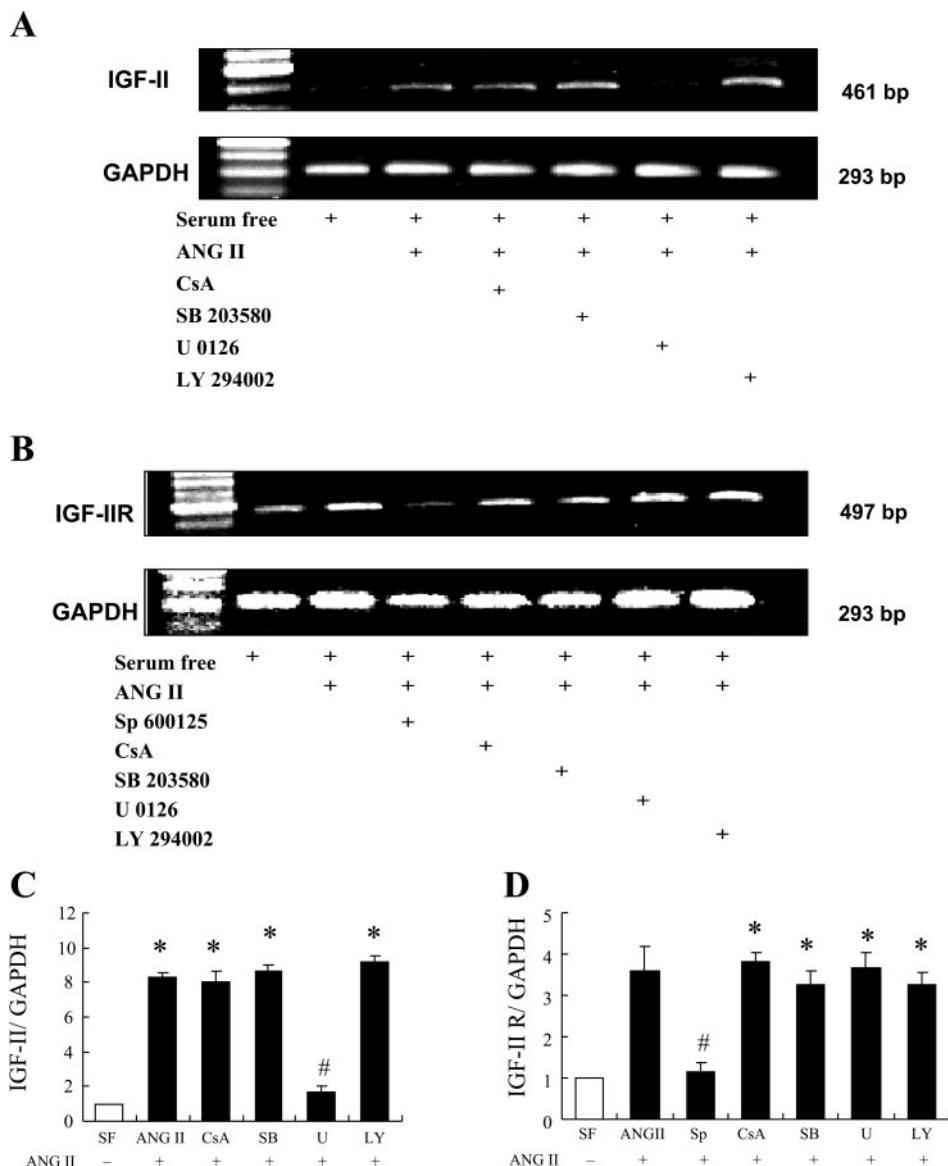 A
IGF-II
461 bp
GAPDH
293 bp
Serum free + + + + + +
ANG II + + + + +
CsA +
SB 203580 +
U 0126 +
LY 294002 +
B
IGF-IIR
497 bp
GAPDH
293 bp
Serum free + + + + + + +
ANG II + + + + + +
Sp 600125 +
CsA +
SB 203580 +
U 0126 +
LY 294002 +
C
IGF-II/ GAPDH
12
10
8
6
4
2
0
* * * # *
SF ANG II CsA SB U LY
ANG II – + + + + +
D
IGF-II R/ GAPDH
5
4
3
2
1
0
# * * * *
SF ANGII Sp CsA SB U LY
ANG II – + + + + + +